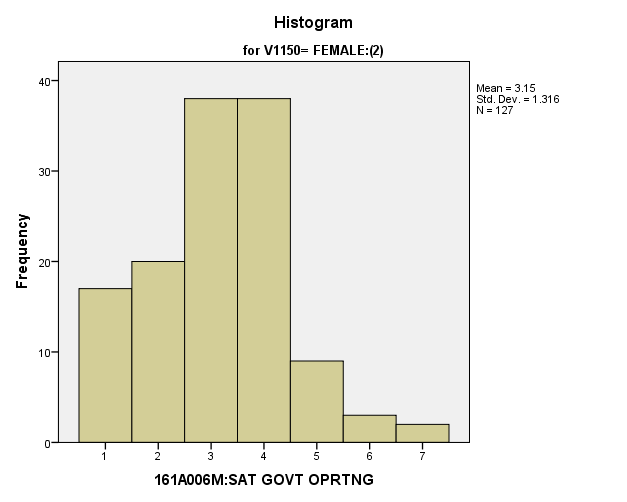 Histogram
for V1150= FEMALE:(2)
Mean = 3.15
Std. Dev. = 1.316
N = 127
Frequency
40
30
20
10
0
1 2 3 4 5 6 7
161A006M:SAT GOVT OPRTNG